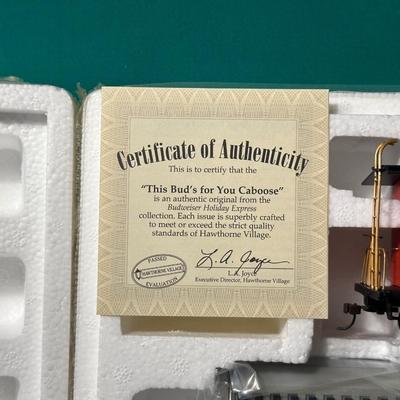 Certificate of Authenticity
This is to certify that the
"This Bud's for You Caboose"
is an authentic original from the
Budweiser Holiday Express
collection. Each issue is superbly crafted
to meet or exceed the strict quality
standards of Hawthorne Village.
PASSED
HAWTHORNE VILLAGE
EVALUATION
L. A. Joyce
L.A. Joyce
Executive Director, Hawthorne Village